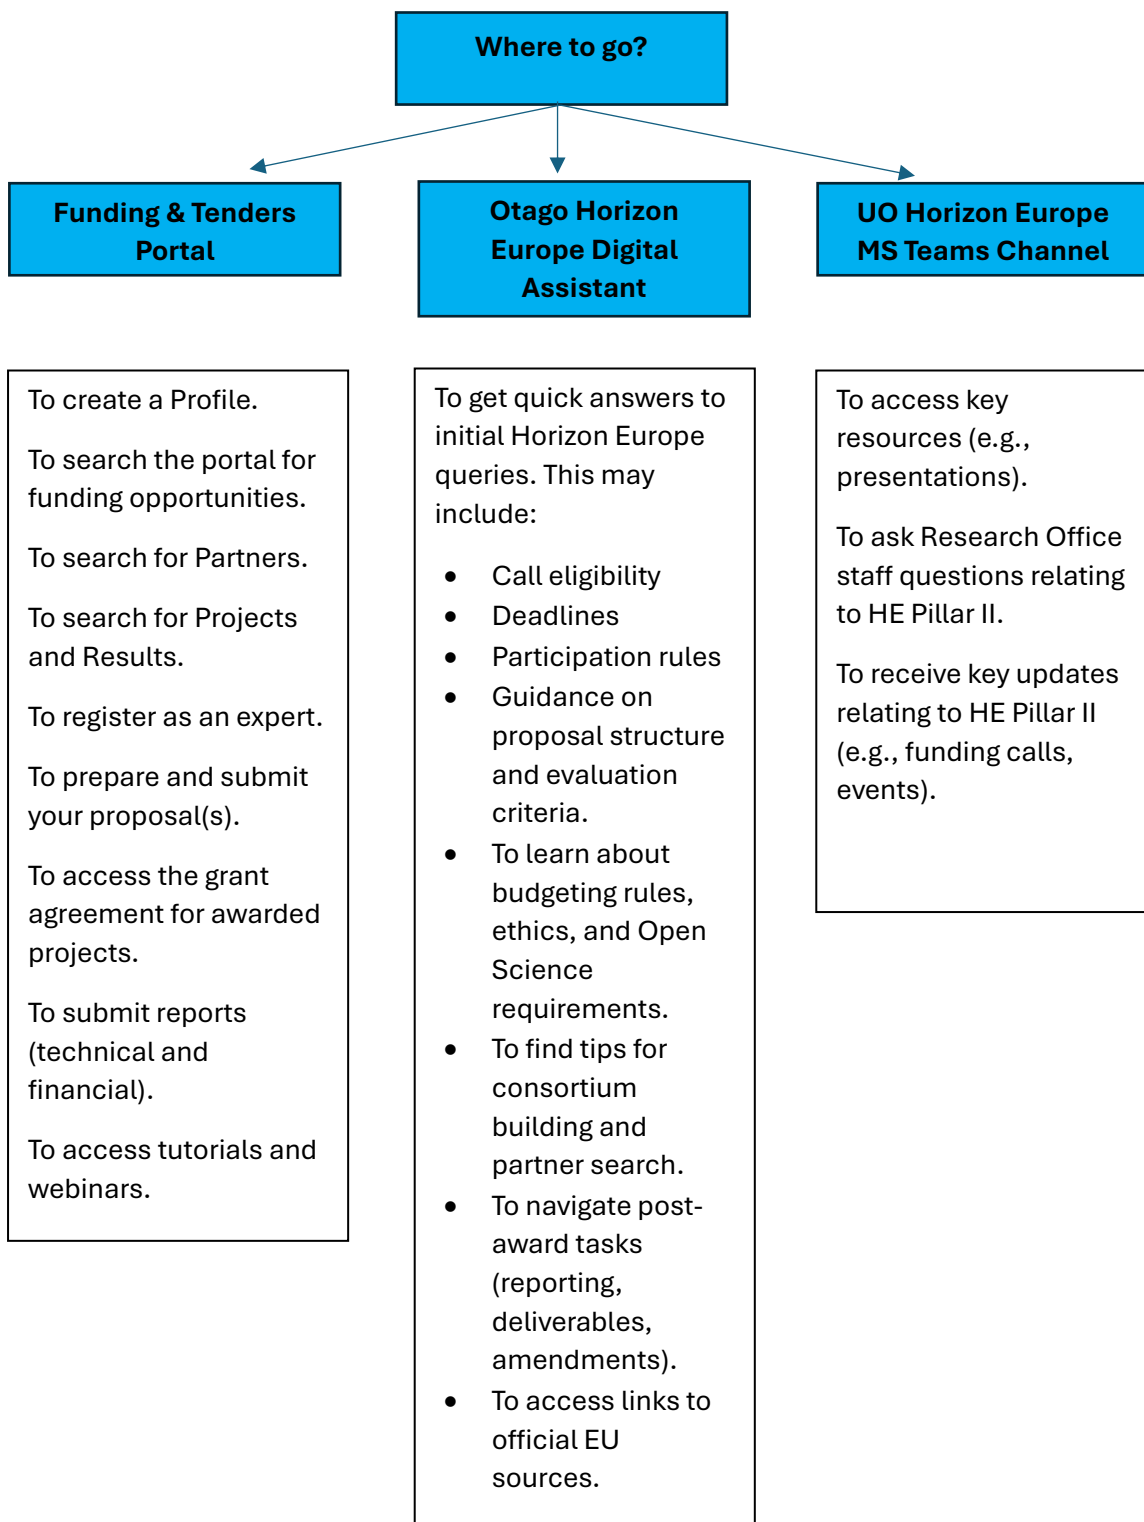 Where to go?
Funding & Tenders
Portal
Otago Horizon
Europe Digital
Assistant
UO Horizon Europe
MS Teams Channel
To create a Profile.
To search the portal for
funding opportunities.
To search for Partners.
To search for Projects
and Results.
To register as an expert.
To prepare and submit
your proposal(s).
To access the grant
agreement for awarded
projects.
To submit reports
(technical and
financial).
To access tutorials and
webinars.
To get quick answers to
initial Horizon Europe
queries. This may
include:
• Call eligibility
• Deadlines
• Participation rules
• Guidance on
proposal structure
and evaluation
criteria.
• To learn about
budgeting rules,
ethics, and Open
Science
requirements.
• To find tips for
consortium
building and
partner search.
• To navigate post-
award tasks
(reporting,
deliverables,
amendments).
• To access links to
official EU
sources.
To access key
resources (e.g.,
presentations).
To ask Research Office
staff questions relating
to HE Pillar II.
To receive key updates
relating to HE Pillar II
(e.g., funding calls,
events).